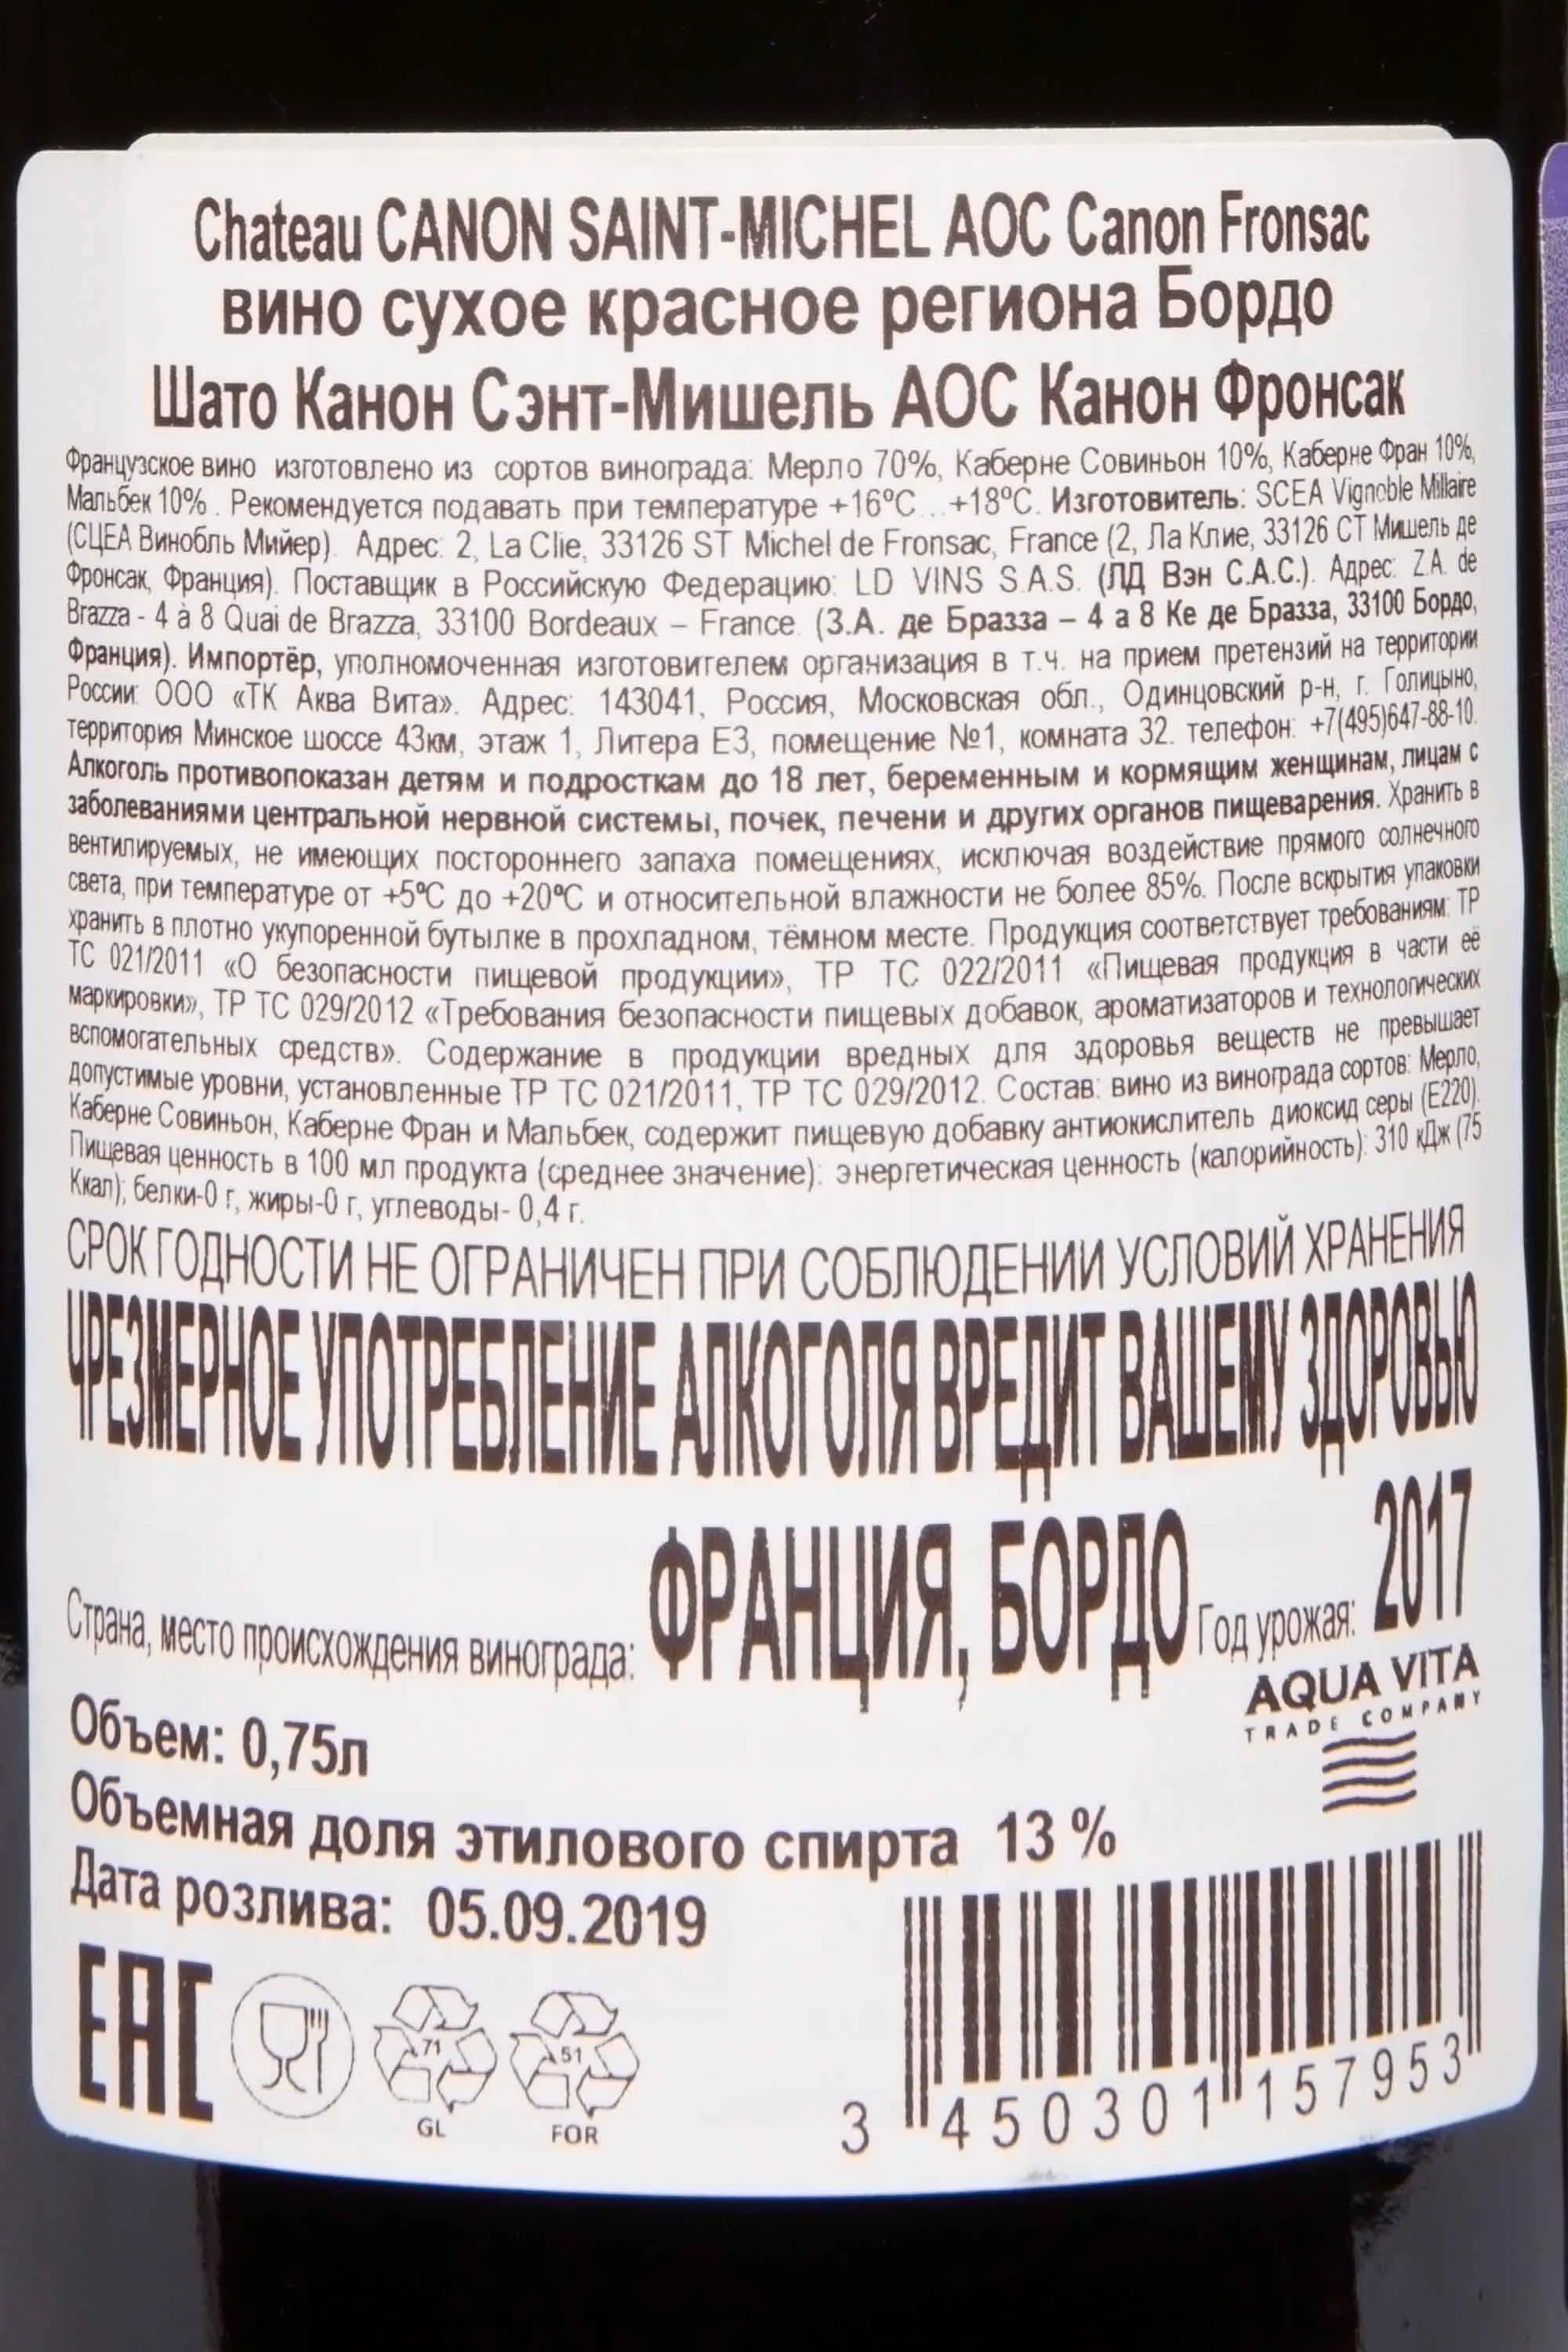 Chateau CANON SAINT-MICHEL AOC Canon Fronsac
вино сухое красное региона Бордо
Шато Канон Сэнт-Мишель АОС Канон Фронсак
Французское вино изготовлено из сортов винограда: Мерло 70%, Каберне Совиньон 10%, Каберне Фран 10%,
Мальбек 10% . Рекомендуется подавать при температуре +16ºС...+18ºС. Изготовитель: SCEA Vignoble Millaire
(СЦЕА Винобль Мийер). Адрес: 2, La Clie, 33126 ST Michel de Fronsac, France (2, Ла Клие, 33126 СТ Мишель де
Фронсак, Франция). Поставщик в Российскую Федерацию: LD VINS S.A.S. (ЛД Вэн С.А.С.). Адрес: Z.A. de
Brazza - 4 à 8 Quai de Brazza, 33100 Bordeaux – France. (З.А. де Бразза – 4 а 8 Ке де Бразза, 33100 Бордо,
Франция). Импортёр, уполномоченная изготовителем организация в т.ч. на прием претензий на территории
России: ООО «ТК Аква Вита». Адрес: 143041, Россия, Московская обл., Одинцовский р-н, г. Голицыно,
территория Минское шоссе 43км, этаж 1, Литера Е3, помещение №1, комната 32. телефон: +7(495)647-88-10.
Алкоголь противопоказан детям и подросткам до 18 лет, беременным и кормящим женщинам, лицам с
заболеваниями центральной нервной системы, почек, печени и других органов пищеварения. Хранить в
вентилируемых, не имеющих постороннего запаха помещениях, исключая воздействие прямого солнечного
света, при температуре от +5ºС до +20ºС и относительной влажности не более 85%. После вскрытия упаковки
хранить в плотно укупоренной бутылке в прохладном, тёмном месте. Продукция соответствует требованиям: ТР
ТС 021/2011 «О безопасности пищевой продукции», ТР ТС 022/2011 «Пищевая продукция в части её
маркировки», ТР ТС 029/2012 «Требования безопасности пищевых добавок, ароматизаторов и технологических
вспомогательных средств». Содержание в продукции вредных для здоровья веществ не превышает
допустимые уровни, установленные ТР ТС 021/2011, ТР ТС 029/2012. Состав: вино из винограда сортов: Мерло,
Каберне Совиньон, Каберне Фран и Мальбек, содержит пищевую добавку антиокислитель диоксид серы (Е220).
Пищевая ценность в 100 мл продукта (среднее значение): энергетическая ценность (калорийность): 310 кДж (75
Ккал); белки-0 г, жиры-0 г, углеводы- 0,4 г.
СРОК ГОДНОСТИ НЕ ОГРАНИЧЕН ПРИ СОБЛЮДЕНИИ УСЛОВИЙ ХРАНЕНИЯ
ЧРЕЗМЕРНОЕ УПОТРЕБЛЕНИЕ АЛКОГОЛЯ ВРЕДИТ ВАШЕМУ ЗДОРОВЬЮ
Страна, место происхождения винограда: ФРАНЦИЯ, БОРДО Год урожая: 2017
AQUA VITA
TRADE COMPANY
Объем: 0,75л
Объемная доля этилового спирта 13 %
Дата розлива: 05.09.2019
EAC
71
GL
51
FOR
3 450301 157953